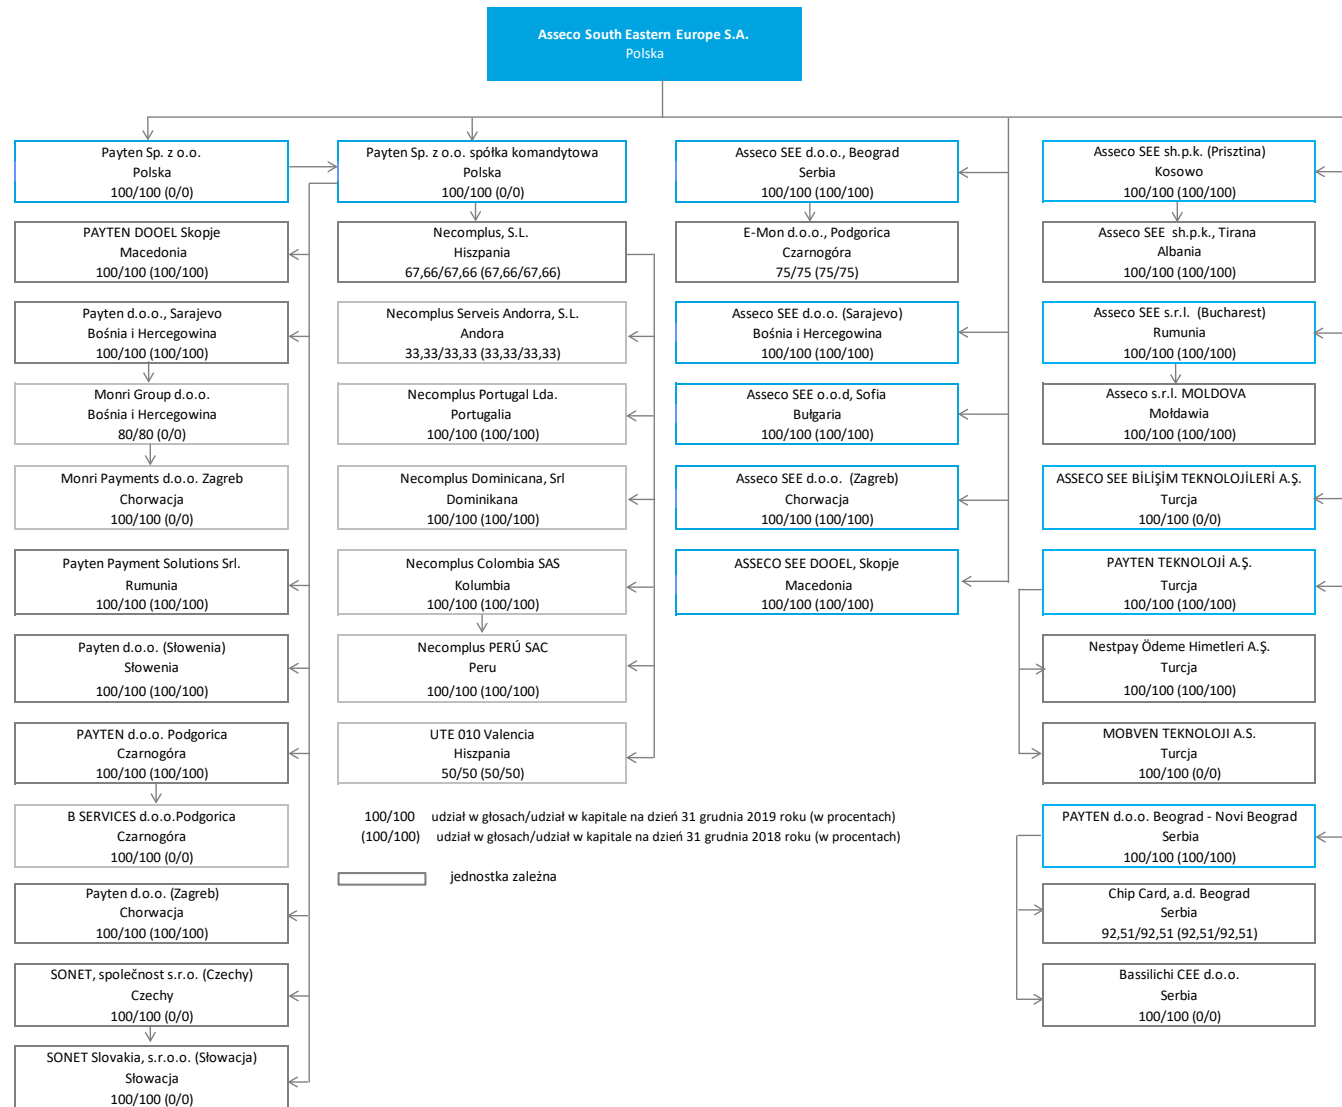 Asseco South Eastern Europe S.A.
Polska
Payten Sp. z o.o.
Polska
100/100 (0/0)
PAYTEN DOOEL Skopje
Macedonia
100/100 (100/100)
Payten d.o.o., Sarajevo
Bośnia i Hercegowina
100/100 (100/100)
Monri Group d.o.o.
Bośnia i Hercegowina
80/80 (0/0)
Monri Payments d.o.o. Zagreb
Chorwacja
100/100 (0/0)
Payten Payment Solutions Srl.
Rumunia
100/100 (100/100)
Payten d.o.o. (Słowenia)
Słowenia
100/100 (100/100)
PAYTEN d.o.o. Podgorica
Czarnogóra
100/100 (100/100)
B SERVICES d.o.o.Podgorica
Czarnogóra
100/100 (0/0)
Payten d.o.o. (Zagreb)
Chorwacja
100/100 (100/100)
SONET, společnost s.r.o. (Czechy)
Czechy
100/100 (0/0)
SONET Slovakia, s.r.o.o. (Słowacja)
Słowacja
100/100 (0/0)
Payten Sp. z o.o. spółka komandytowa
Polska
100/100 (0/0)
Necomplus, S.L.
Hiszpania
67,66/67,66 (67,66/67,66)
Necomplus Serveis Andorra, S.L.
Andora
33,33/33,33 (33,33/33,33)
Necomplus Portugal Lda.
Portugalia
100/100 (100/100)
Necomplus Dominicana, Srl
Dominikana
100/100 (100/100)
Necomplus Colombia SAS
Kolumbia
100/100 (100/100)
Necomplus PERÚ SAC
Peru
100/100 (100/100)
UTE 010 Valencia
Hiszpania
50/50 (50/50)
Asseco SEE d.o.o., Beograd
Serbia
100/100 (100/100)
E-Mon d.o.o., Podgorica
Czarnogóra
75/75 (75/75)
Asseco SEE d.o.o. (Sarajevo)
Bośnia i Hercegowina
100/100 (100/100)
Asseco SEE o.o.d, Sofia
Bułgaria
100/100 (100/100)
Asseco SEE d.o.o. (Zagreb)
Chorwacja
100/100 (100/100)
ASSECO SEE DOOEL, Skopje
Macedonia
100/100 (100/100)
Asseco SEE sh.p.k. (Prisztina)
Kosowo
100/100 (100/100)
Asseco SEE sh.p.k., Tirana
Albania
100/100 (100/100)
Asseco SEE s.r.l. (Bucharest)
Rumunia
100/100 (100/100)
Asseco s.r.l. MOLDOVA
Mołdawia
100/100 (100/100)
ASSECO SEE BİLİŞİM TEKNOLOJİLERİ A.Ş.
Turcja
100/100 (0/0)
PAYTEN TEKNOLOJİ A.Ş.
Turcja
100/100 (100/100)
Nestpay Ödeme Himetleri A.Ş.
Turcja
100/100 (100/100)
MOBVEN TEKNOLOJI A.S.
Turcja
100/100 (0/0)
PAYTEN d.o.o. Beograd - Novi Beograd
Serbia
100/100 (100/100)
Chip Card, a.d. Beograd
Serbia
92,51/92,51 (92,51/92,51)
Bassilichi CEE d.o.o.
Serbia
100/100 (0/0)
100/100 udział w głosach/udział w kapitale na dzień 31 grudnia 2019 roku (w procentach)
(100/100) udział w głosach/udział w kapitale na dzień 31 grudnia 2018 roku (w procentach)
jednostka zależna